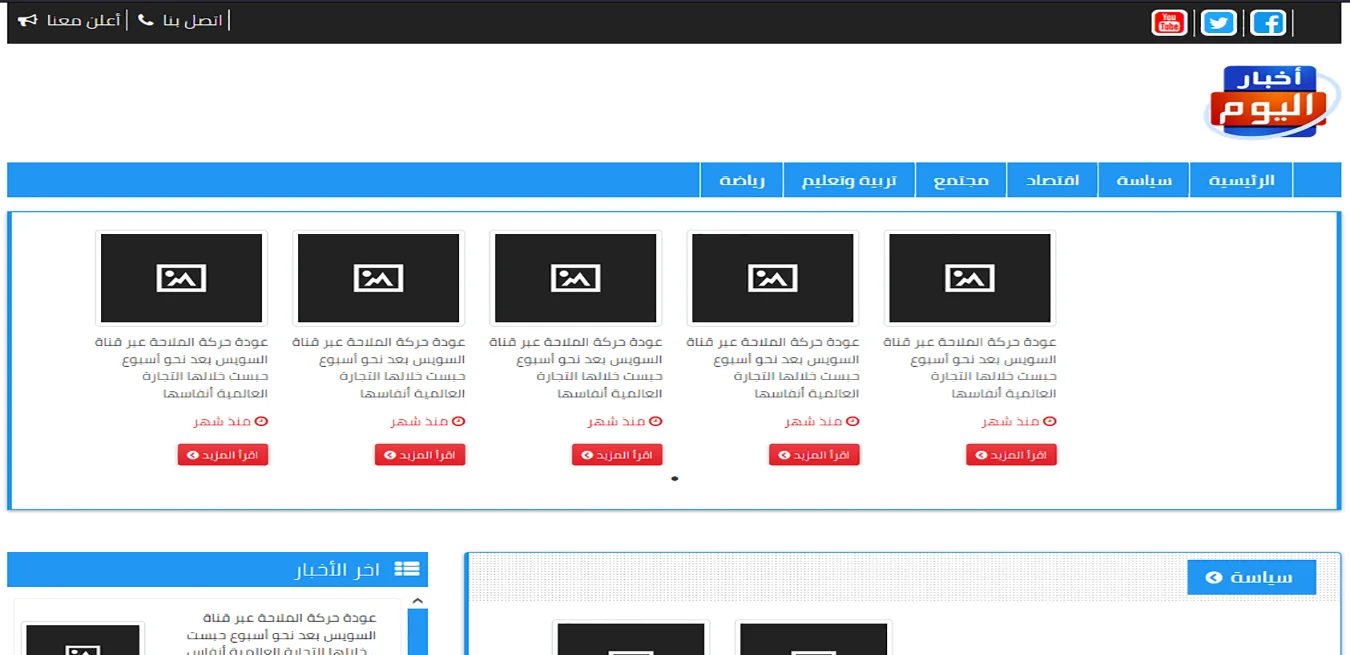 You
Tube
اتصل بنا
أعلن معنا
أخبار
اليوم
الرئيسية
سياسة
اقتصاد
مجتمع
تربية وتعليم
رياضة
عودة حركة الملاحة عبر قناة
السويس بعد نحو أسبوع
حبست خلالها التجارة
العالمية أنفاسها
منذ شهر
اقرأ المزيد
عودة حركة الملاحة عبر قناة
السويس بعد نحو أسبوع
حبست خلالها التجارة
العالمية أنفاسها
منذ شهر
اقرأ المزيد
عودة حركة الملاحة عبر قناة
السويس بعد نحو أسبوع
حبست خلالها التجارة
العالمية أنفاسها
منذ شهر
اقرأ المزيد
عودة حركة الملاحة عبر قناة
السويس بعد نحو أسبوع
حبست خلالها التجارة
العالمية أنفاسها
منذ شهر
اقرأ المزيد
عودة حركة الملاحة عبر قناة
السويس بعد نحو أسبوع
حبست خلالها التجارة
العالمية أنفاسها
منذ شهر
اقرأ المزيد
سياسة
اخر الأخبار
عودة حركة الملاحة عبر قناة
السويس بعد نحو أسبوع حبست
خلالها التجارة العالمية أنفاس...